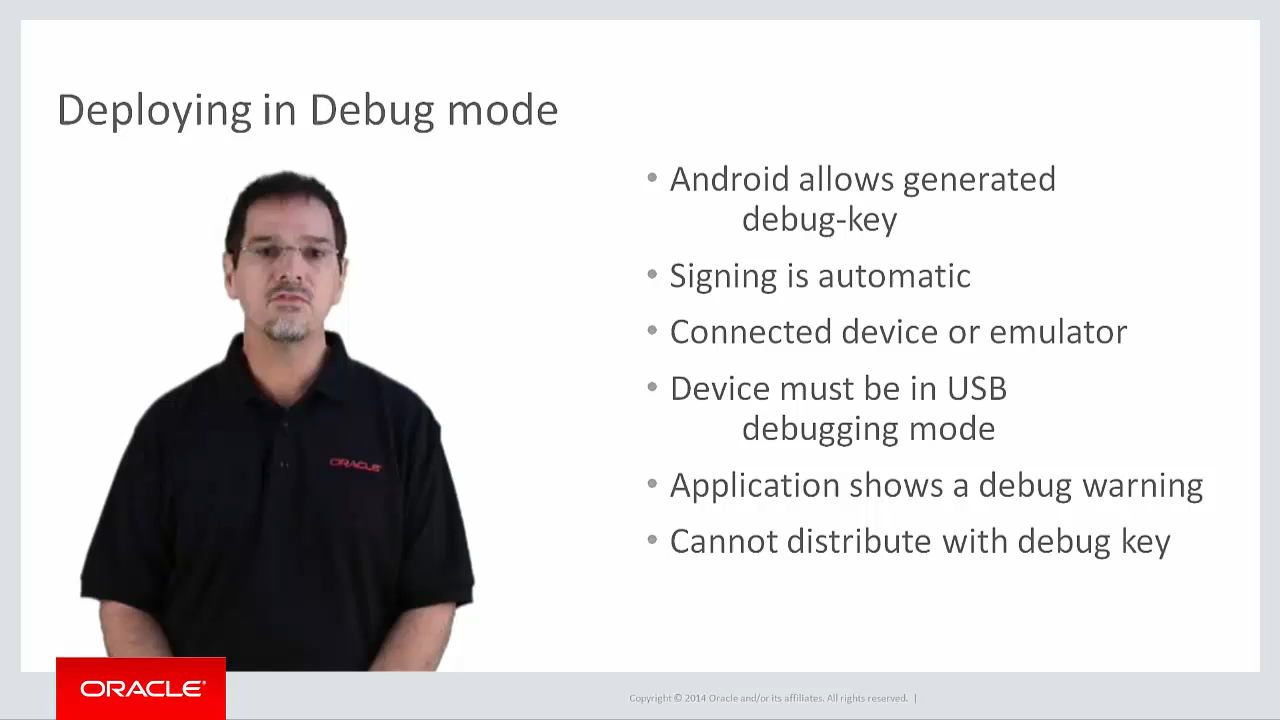 Deploying in Debug mode
• Android allows generated
debug-key
• Signing is automatic
• Connected device or emulator
• Device must be in USB
debugging mode
• Application shows a debug warning
• Cannot distribute with debug key
ORACLE
ORACLE®
Copyright © 2014 Oracle and/or its affiliates. All rights reserved. |